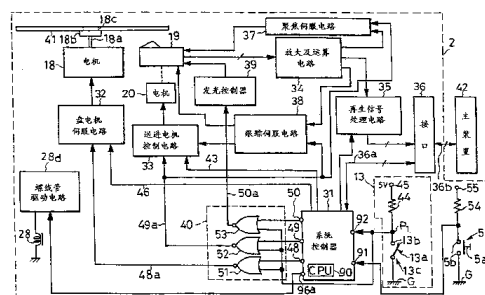 18c
41
18b
18a
电机
18
19
电机
20
聚焦伺服电路
37
放大及运算电路
34
2
39
发光控制器
38
跟踪伺服电路
32
盘电机伺服电路
送进电机控制电路
33
再生信号处理电路
35
36
接口
42
主装置
28d
螺线管驱动电路
28
43
46
36a
36b
50a
49a
48a
40
50
53
52
51
49
48
31
系统控制器
CPU
90
92
91
96a
13
5V
45
44
P1
13b
13a
13c
G
55
54
5
5b
H
5a
G